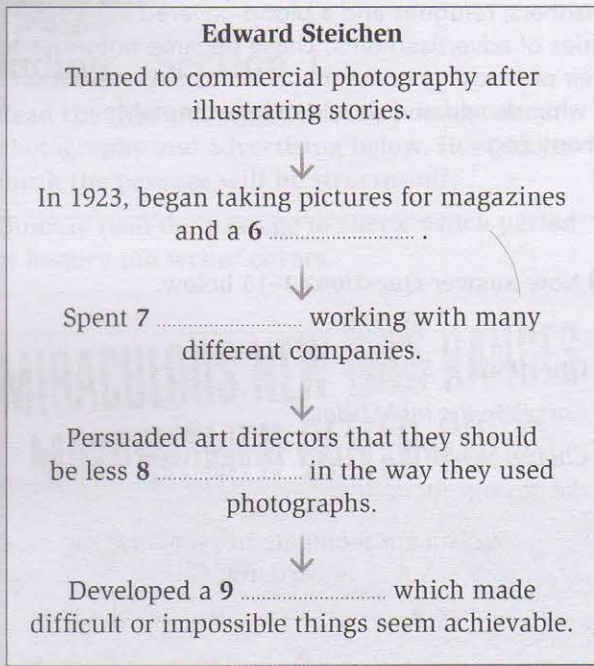 Edward Steichen
Turned to commercial photography after
illustrating stories.
In 1923, began taking pictures for magazines
and a 6 .................... .
Spent 7 .................... working with many
different companies.
Persuaded art directors that they should
be less 8 .................... in the way they used
photographs.
Developed a 9 .................... which made
difficult or impossible things seem achievable.